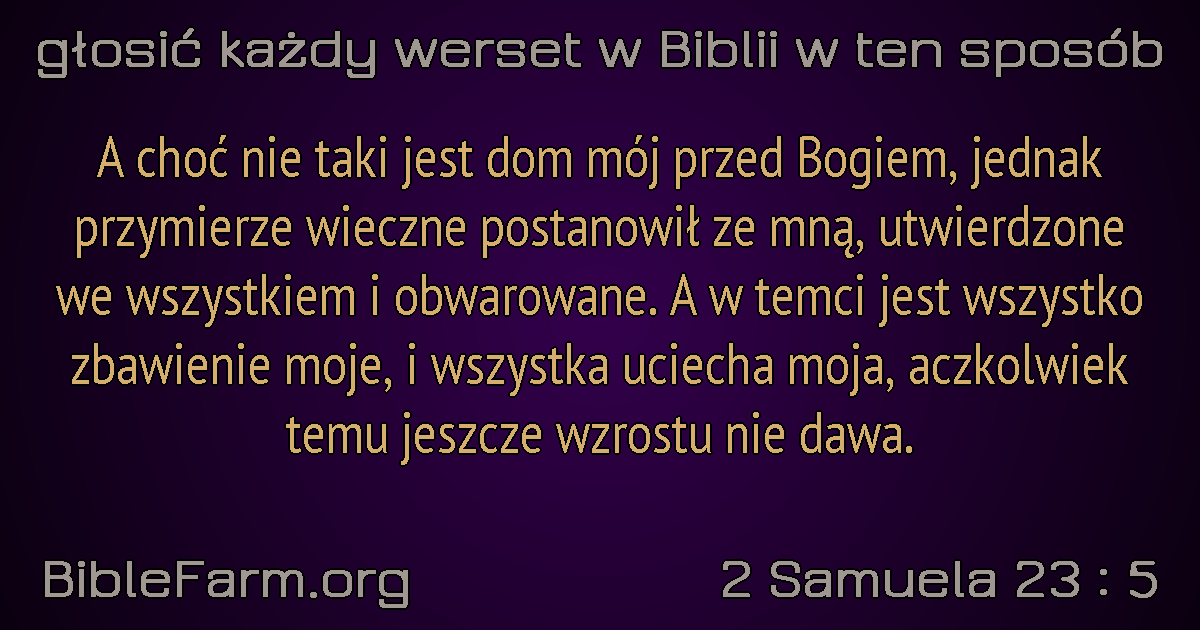 głosić każdy werset w Biblii w ten sposób
A choć nie taki jest dom mój przed Bogiem, jednak
przymierze wieczne postanowił ze mną, utwierdzone
we wszystkiem i obwarowane. A w temci jest wszystko
zbawienie moje, i wszystka uciecha moja, aczkolwiek
temu jeszcze wzrostu nie dawa.
BibleFarm.org
2 Samuela 23 : 5